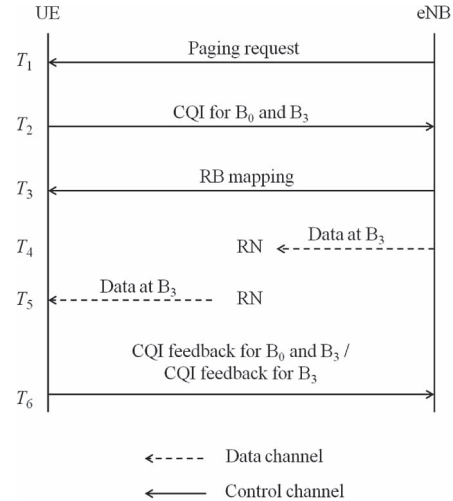 UE eNB
Paging request
T1
CQI for B0 and B3
T2
RB mapping
T3
Data at B3
T4 RN
Data at B3
T5 RN
CQI feedback for B0 and B3 /
CQI feedback for B3
T6
Data channel
Control channel